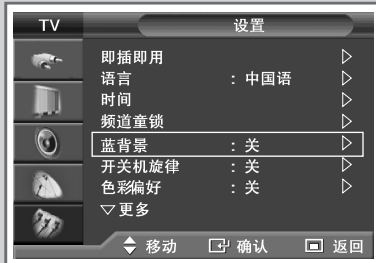 TV 设置
即插即用 ▷
语言 : 中国语 ▷
时间 ▷
频道童锁 ▷
蓝背景 : 关 ▷
开关机旋律 : 关 ▷
色彩偏好 : 关 ▷
▽更多
移动 确认 返回